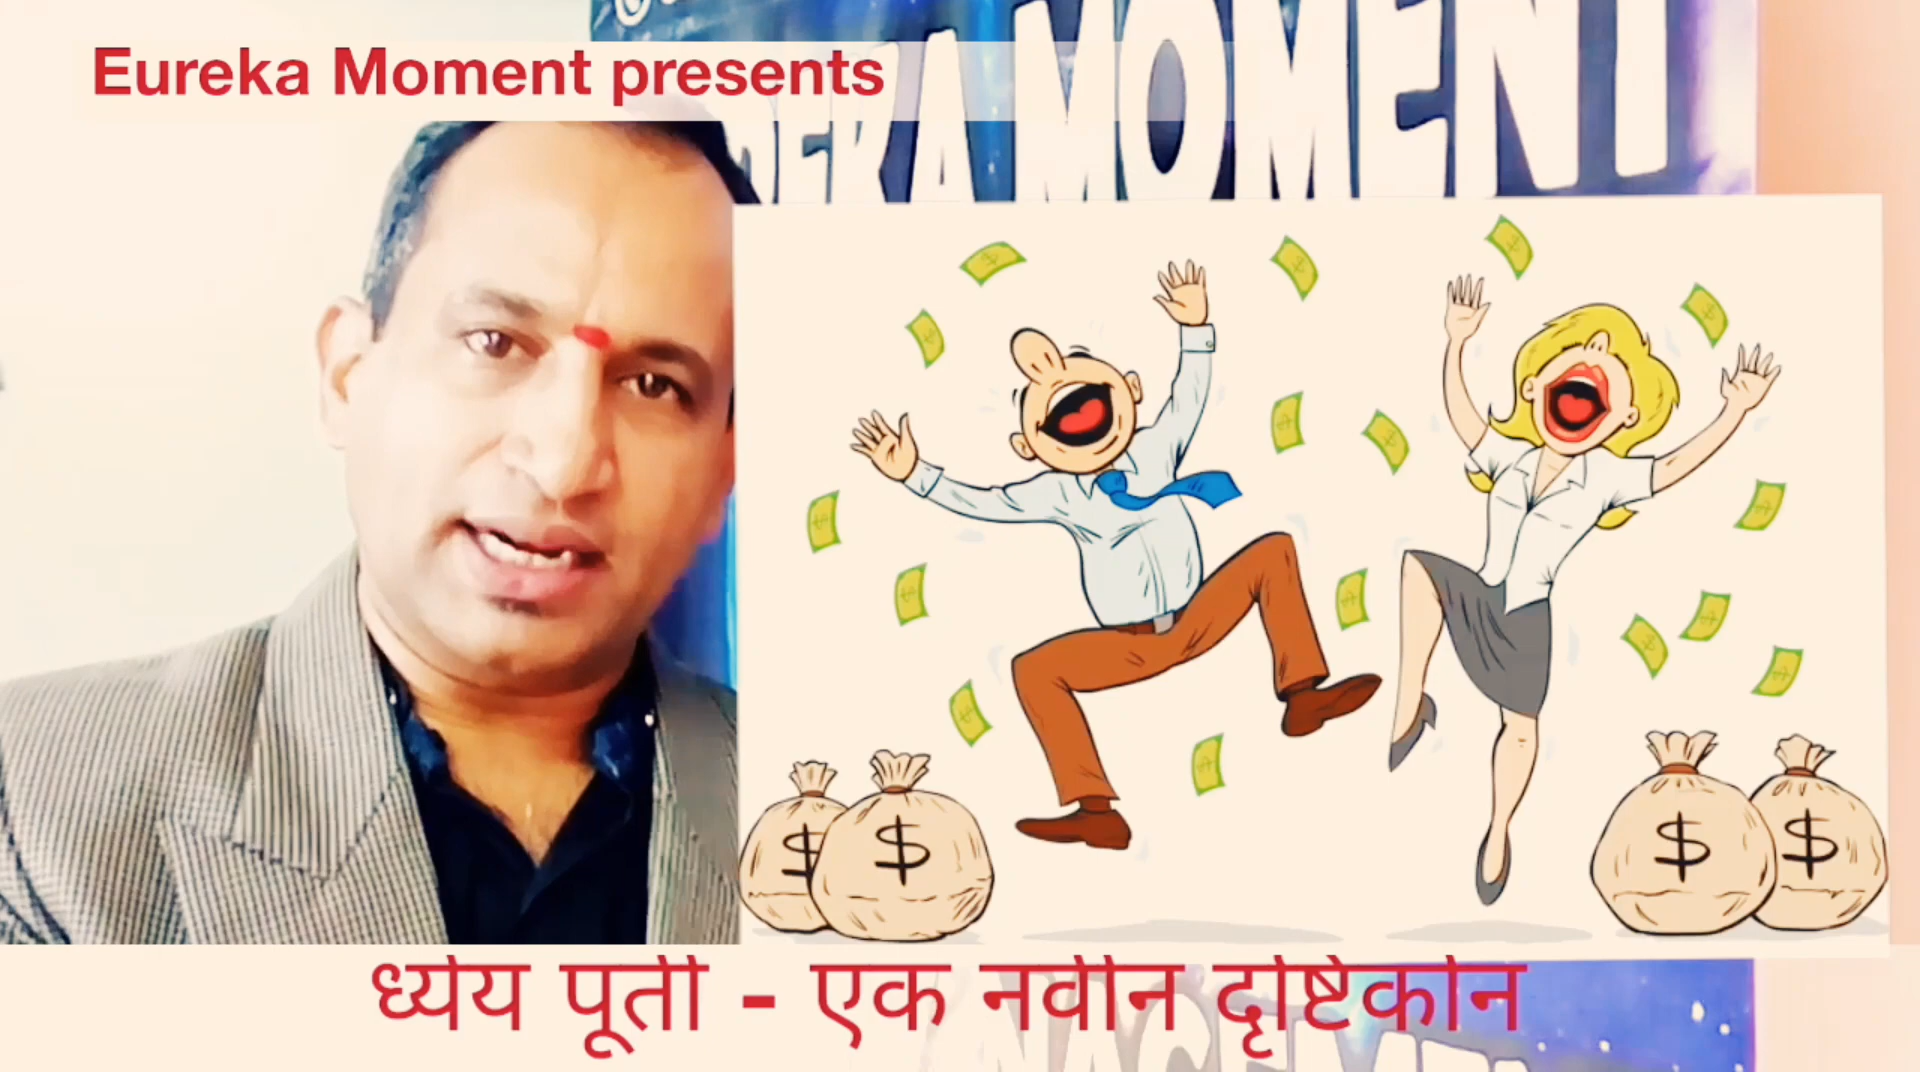 Eureka Moment presents
MOMENT
$ $ $ $
ध्येय पूर्ती - एक नवीन दृष्टिकोन